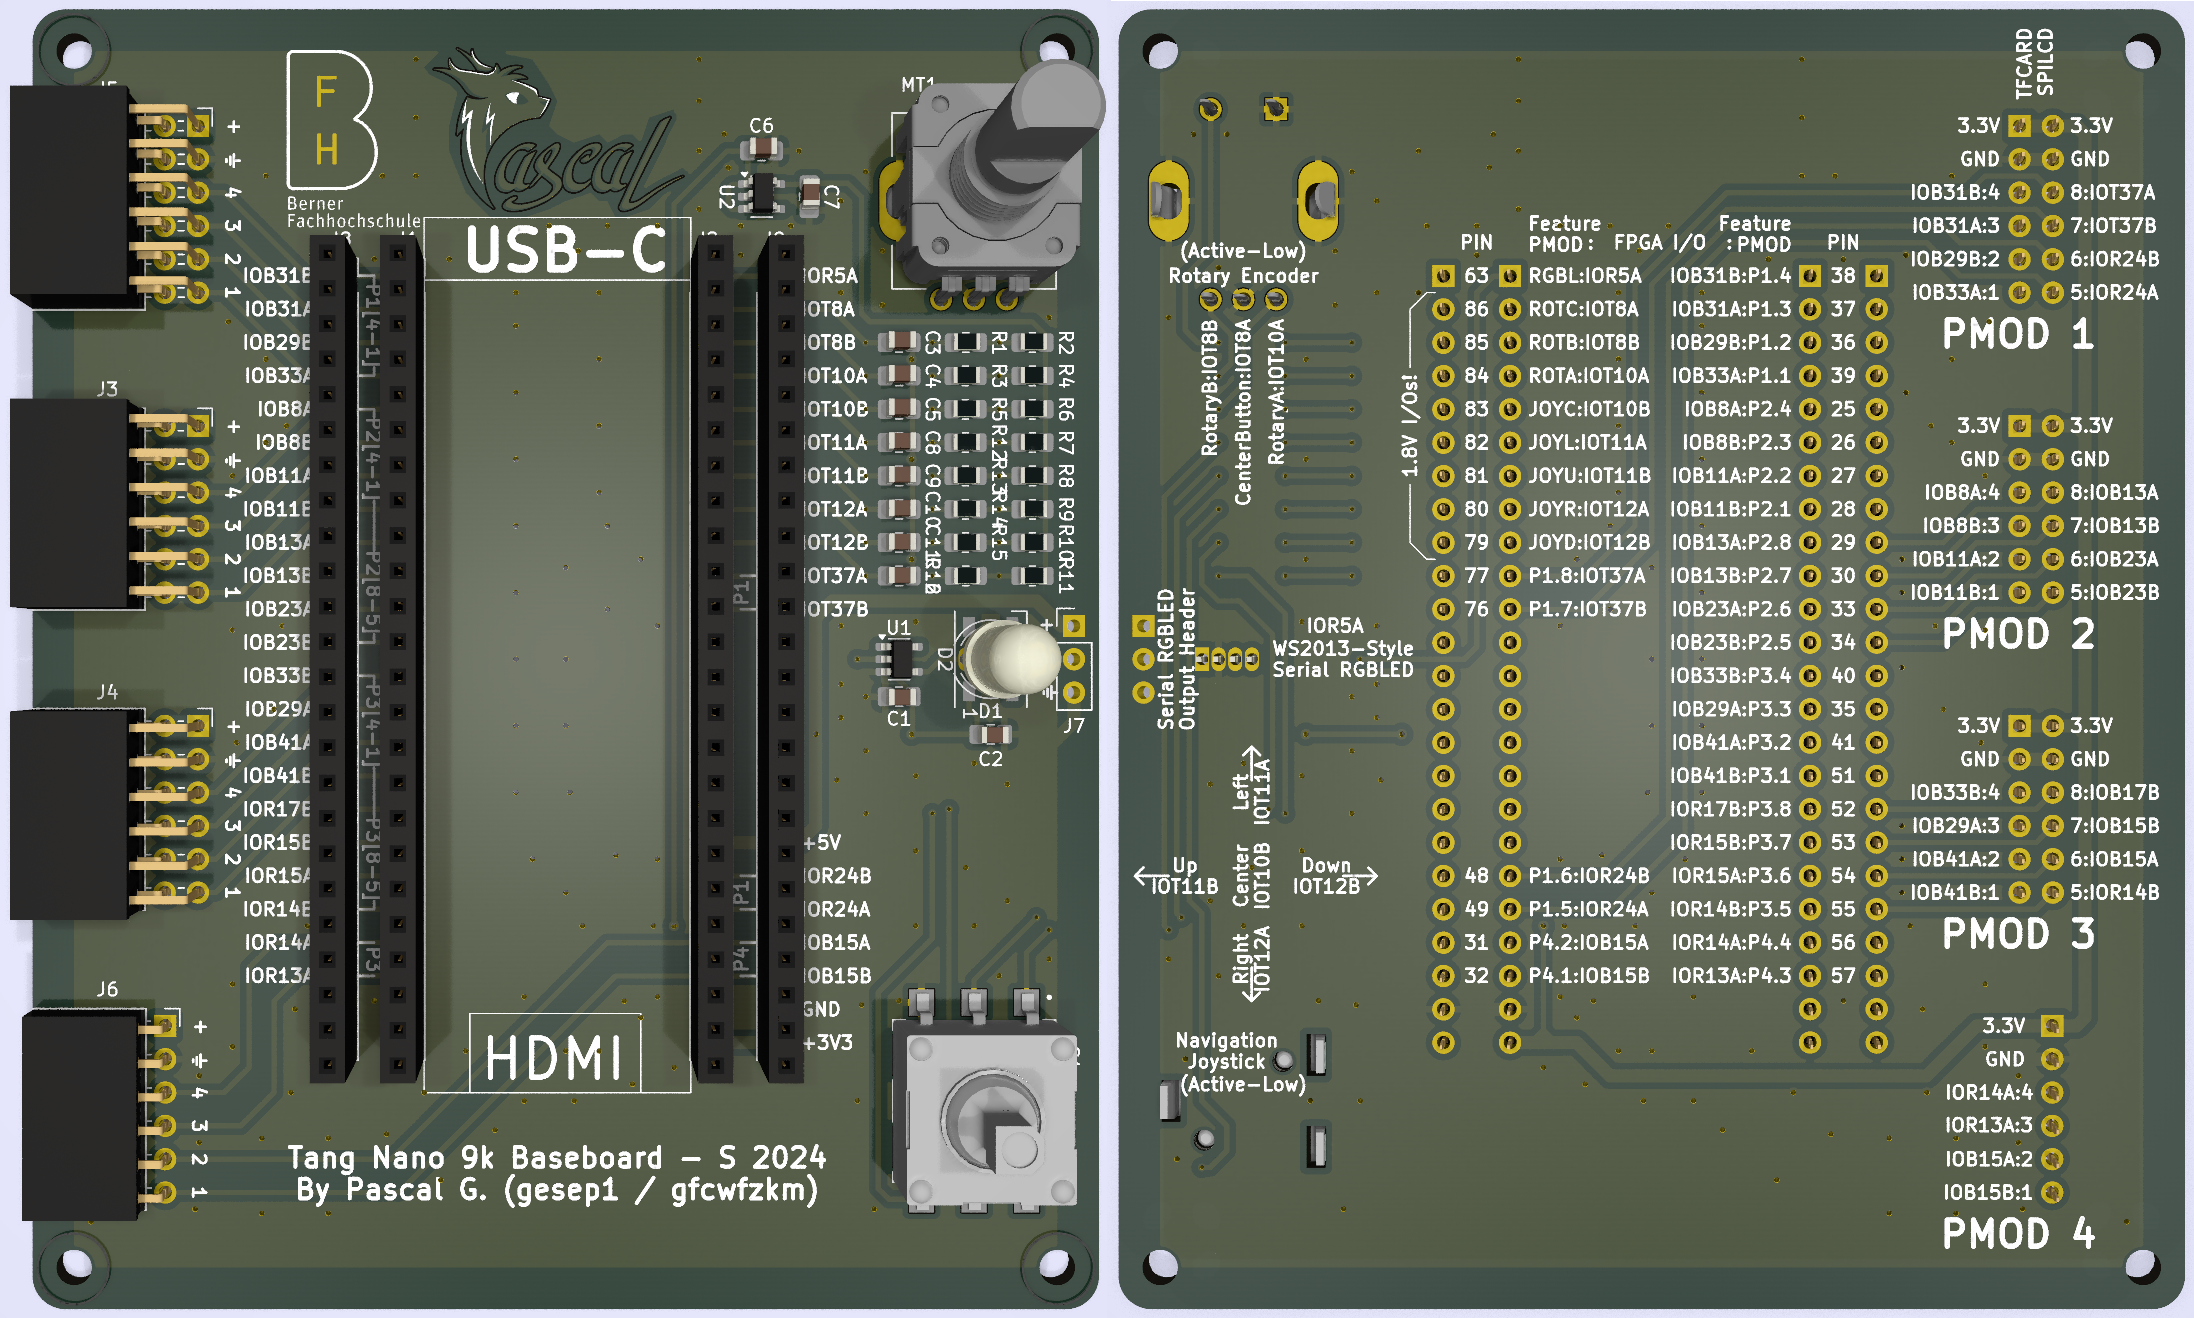 F
H
Berner
Fachhochschule
ascal
MT1
C6
U2
C7
USB-C
+
4
3
2
1
J3
+
4
3
2
1
J4
+
4
3
2
1
J6
+
4
3
2
1
IOB31B
IOB31A
IOB29B
IOB33A
IOB8A
IOB8B
IOB11A
IOB11B
IOB13A
IOB13B
IOB23A
IOB23B
IOB33B
IOB29A
IOB41A
IOB41B
IOR17B
IOR15B
IOR15A
IOR14B
IOR14A
IOR13A
P1|4-1|
P2|4-1|
P2|8-5|
P3|4-1|
P3|8-5|
P3
P1
P1
P4
IOR5A
IOT8A
IOT8B
IOT10A
IOT10B
IOT11A
IOT11B
IOT12A
IOT12B
IOT37A
IOT37B
+5V
IOR24B
IOR24A
IOB15A
IOB15B
GND
+3V3
C3 R1 R2
C4 R3 R4
C5 R5 R6
C8 R12 R7
C9 R13 R8
C10 R14 R9
C11 R15 R10
R11
U1
D2
C1
D1
1
C2
+
J7
HDMI
Tang Nano 9k Baseboard - S 2024
By Pascal G. (gesep1 / gfcwfzkm)
(Active-Low)
Rotary Encoder
RotaryB:IOT8B
CenterButton:IOT8A
RotaryA:IOT10A
1.8V I/Os!
Serial RGBLED
Output Header
IOR5A
WS2013-Style
Serial RGBLED
Left
IOT11A
Up
IOT11B
Center
IOT10B
Down
IOT12B
Right
IOT12A
Navigation
Joystick
(Active-Low)
PIN Feature PMOD: FPGA I/O Feature :PMOD PIN
63 RGBL:IOR5A IOB31B:P1.4 38
86 ROTC:IOT8A IOB31A:P1.3 37
85 ROTB:IOT8B IOB29B:P1.2 36
84 ROTA:IOT10A IOB33A:P1.1 39
83 JOYC:IOT10B IOB8A:P2.4 25
82 JOYL:IOT11A IOB8B:P2.3 26
81 JOYU:IOT11B IOB11A:P2.2 27
80 JOYR:IOT12A IOB11B:P2.1 28
79 JOYD:IOT12B IOB13A:P2.8 29
77 P1.8:IOT37A IOB13B:P2.7 30
76 P1.7:IOT37B IOB23A:P2.6 33
IOB23B:P2.5 34
IOB33B:P3.4 40
IOB29A:P3.3 35
IOB41A:P3.2 41
IOB41B:P3.1 51
IOR17B:P3.8 52
IOR15B:P3.7 53
48 P1.6:IOR24B IOR15A:P3.6 54
49 P1.5:IOR24A IOR14B:P3.5 55
31 P4.2:IOB15A IOR14A:P4.4 56
32 P4.1:IOB15B IOR13A:P4.3 57
TFCARD
SPILCD
3.3V 3.3V
GND GND
IOB31B:4 8:IOT37A
IOB31A:3 7:IOT37B
IOB29B:2 6:IOR24B
IOB33A:1 5:IOR24A
PMOD 1
3.3V 3.3V
GND GND
IOB8A:4 8:IOB13A
IOB8B:3 7:IOB13B
IOB11A:2 6:IOB23A
IOB11B:1 5:IOB23B
PMOD 2
3.3V 3.3V
GND GND
IOB33B:4 8:IOB17B
IOB29A:3 7:IOB15B
IOB41A:2 6:IOB15A
IOB41B:1 5:IOR14B
PMOD 3
3.3V
GND
IOR14A:4
IOR13A:3
IOB15A:2
IOB15B:1
PMOD 4